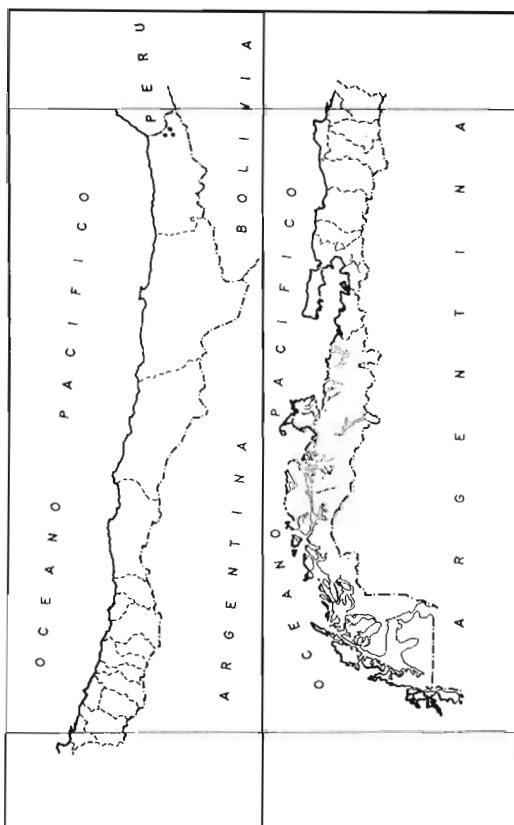 OCEANO PACIFICO
PERU
BOLIVIA
ARGENTINA
OCEANO PACIFICO
ARGENTINA